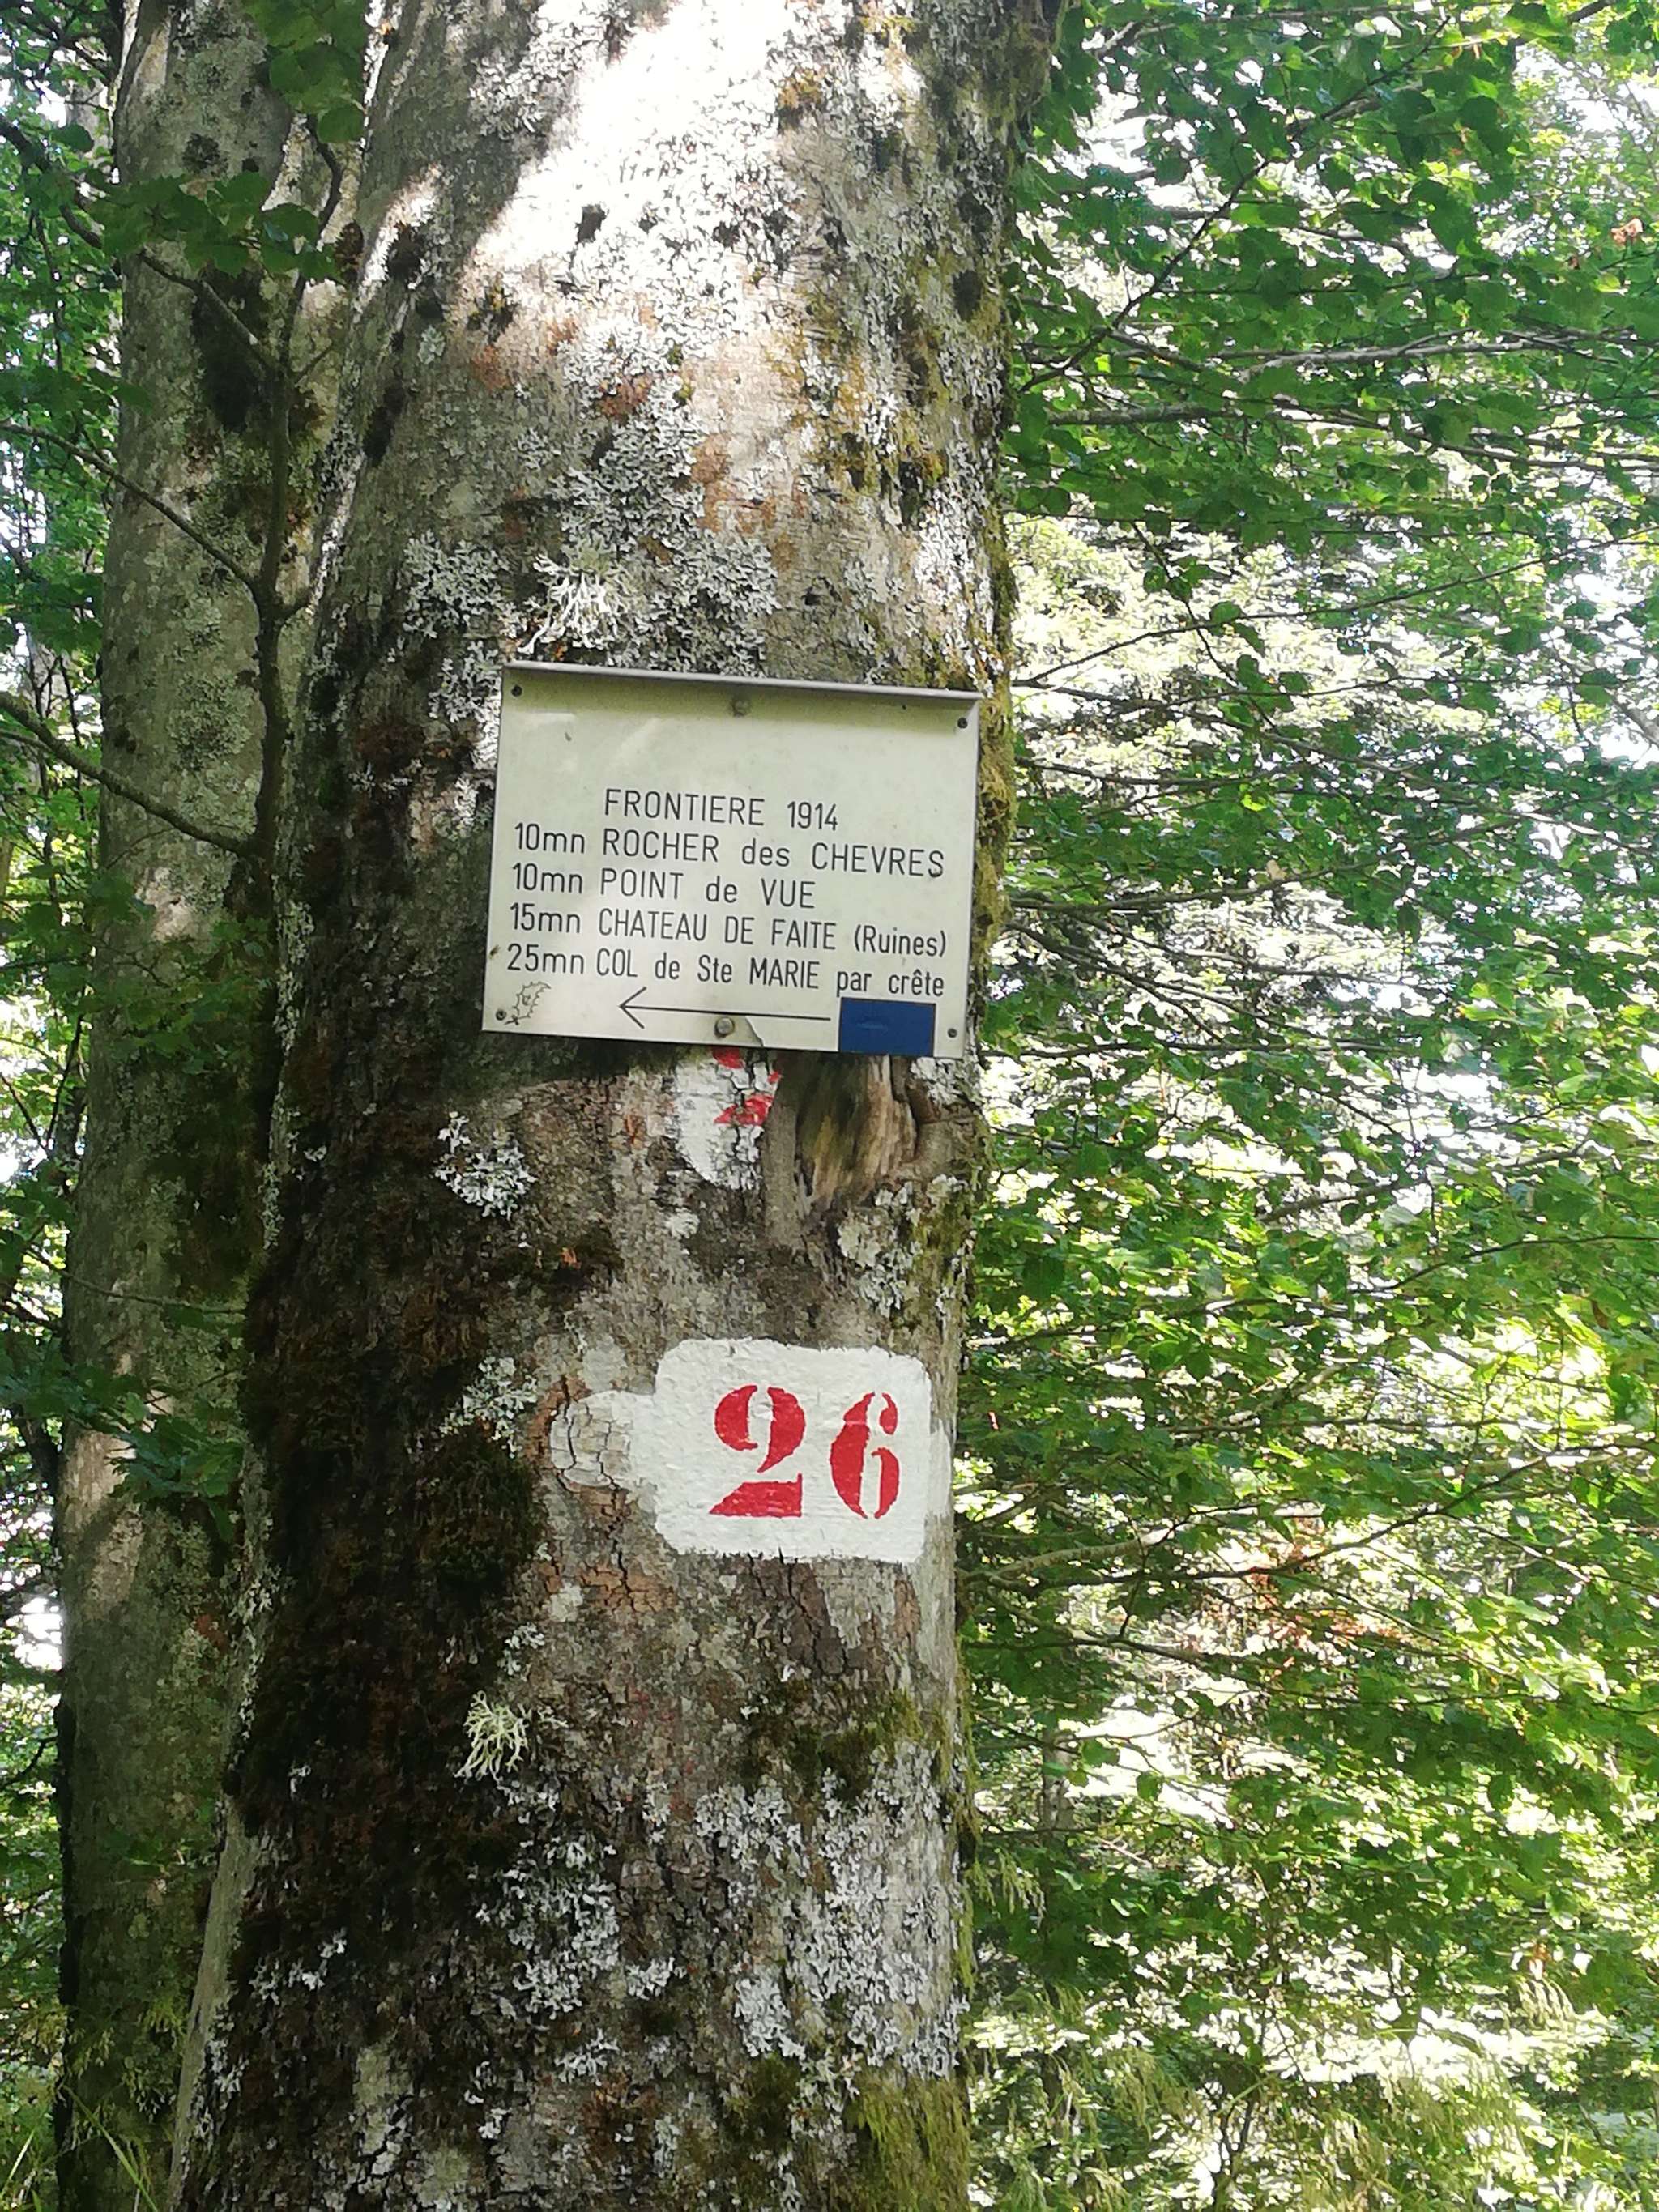 FRONTIERE 1914
10mn ROCHER des CHEVRES
10mn POINT de VUE
15mn CHATEAU DE FAITE (Ruines)
25mn COL de Ste MARIE par crête
26